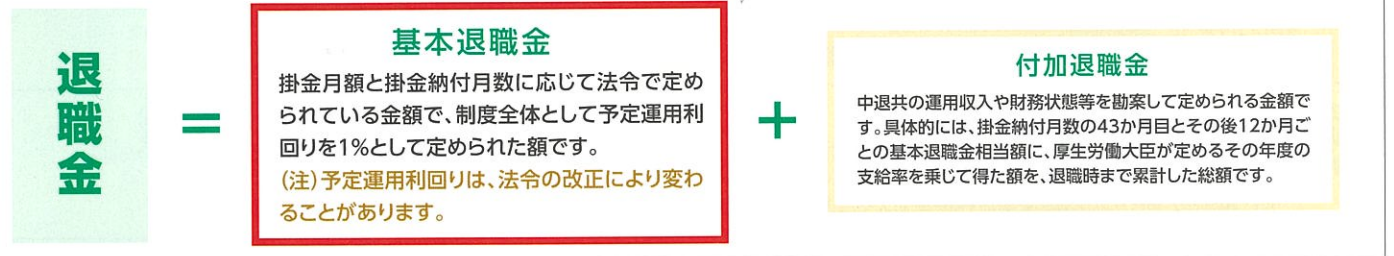 退職金
=
基本退職金
掛金月額と掛金納付月数に応じて法令で定め
られている金額で、制度全体として予定運用利
回りを1%として定められた額です。
(注)予定運用利回りは、法令の改正により変わ
ることがあります。
+
付加退職金
中退共の運用収入や財務状態等を勘案して定められる金額で
す。具体的には、掛金納付月数の43か月目とその後12か月ご
との基本退職金相当額に、厚生労働大臣が定めるその年度の
支給率を乗じて得た額を、退職時まで累計した総額です。